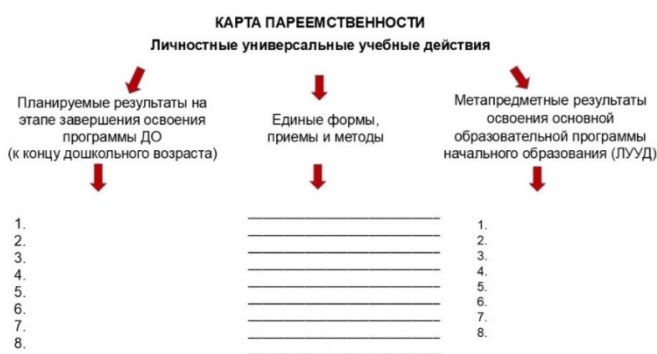 КАРТА ПАРЕЕМСТВЕННОСТИ
Личностные универсальные учебные действия
Планируемые результаты на
этапе завершения освоения
программы ДО
(к концу дошкольного возраста)
Единые формы,
приемы и методы
Метапредметные результаты
освоения основной
образовательной программы
начального образования (ЛУУД)
1.
2.
3.
4.
5.
6.
7.
8.
1.
2.
3.
4.
5.
6.
7.
8.